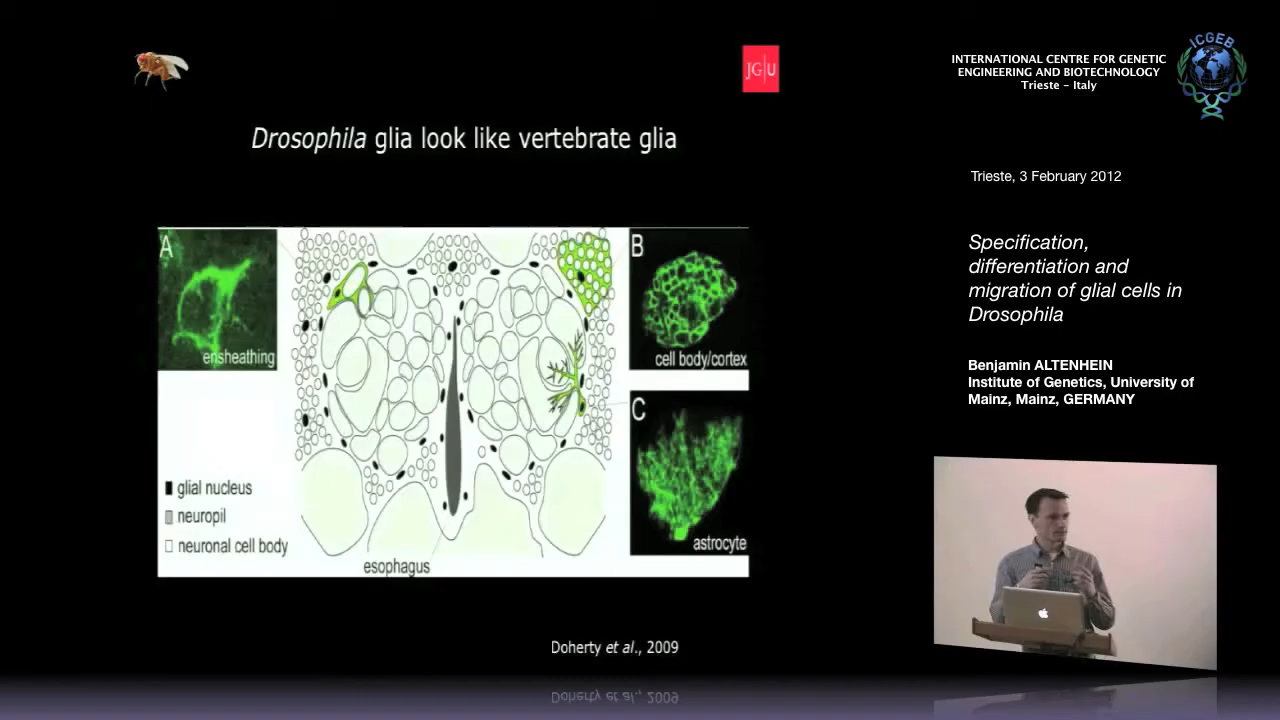 JG|U
INTERNATIONAL CENTRE FOR GENETIC
ENGINEERING AND BIOTECHNOLOGY
Trieste – Italy
ICGEB
Drosophila glia look like vertebrate glia
Trieste, 3 February 2012
Specification,
differentiation and
migration of glial cells in
Drosophila
Benjamin ALTENHEIN
Institute of Genetics, University of
Mainz, Mainz, GERMANY
A
ensheathing
B
cell body/cortex
C
astrocyte
glial nucleus
neuropil
neuronal cell body
esophagus
Doherty et al., 2009